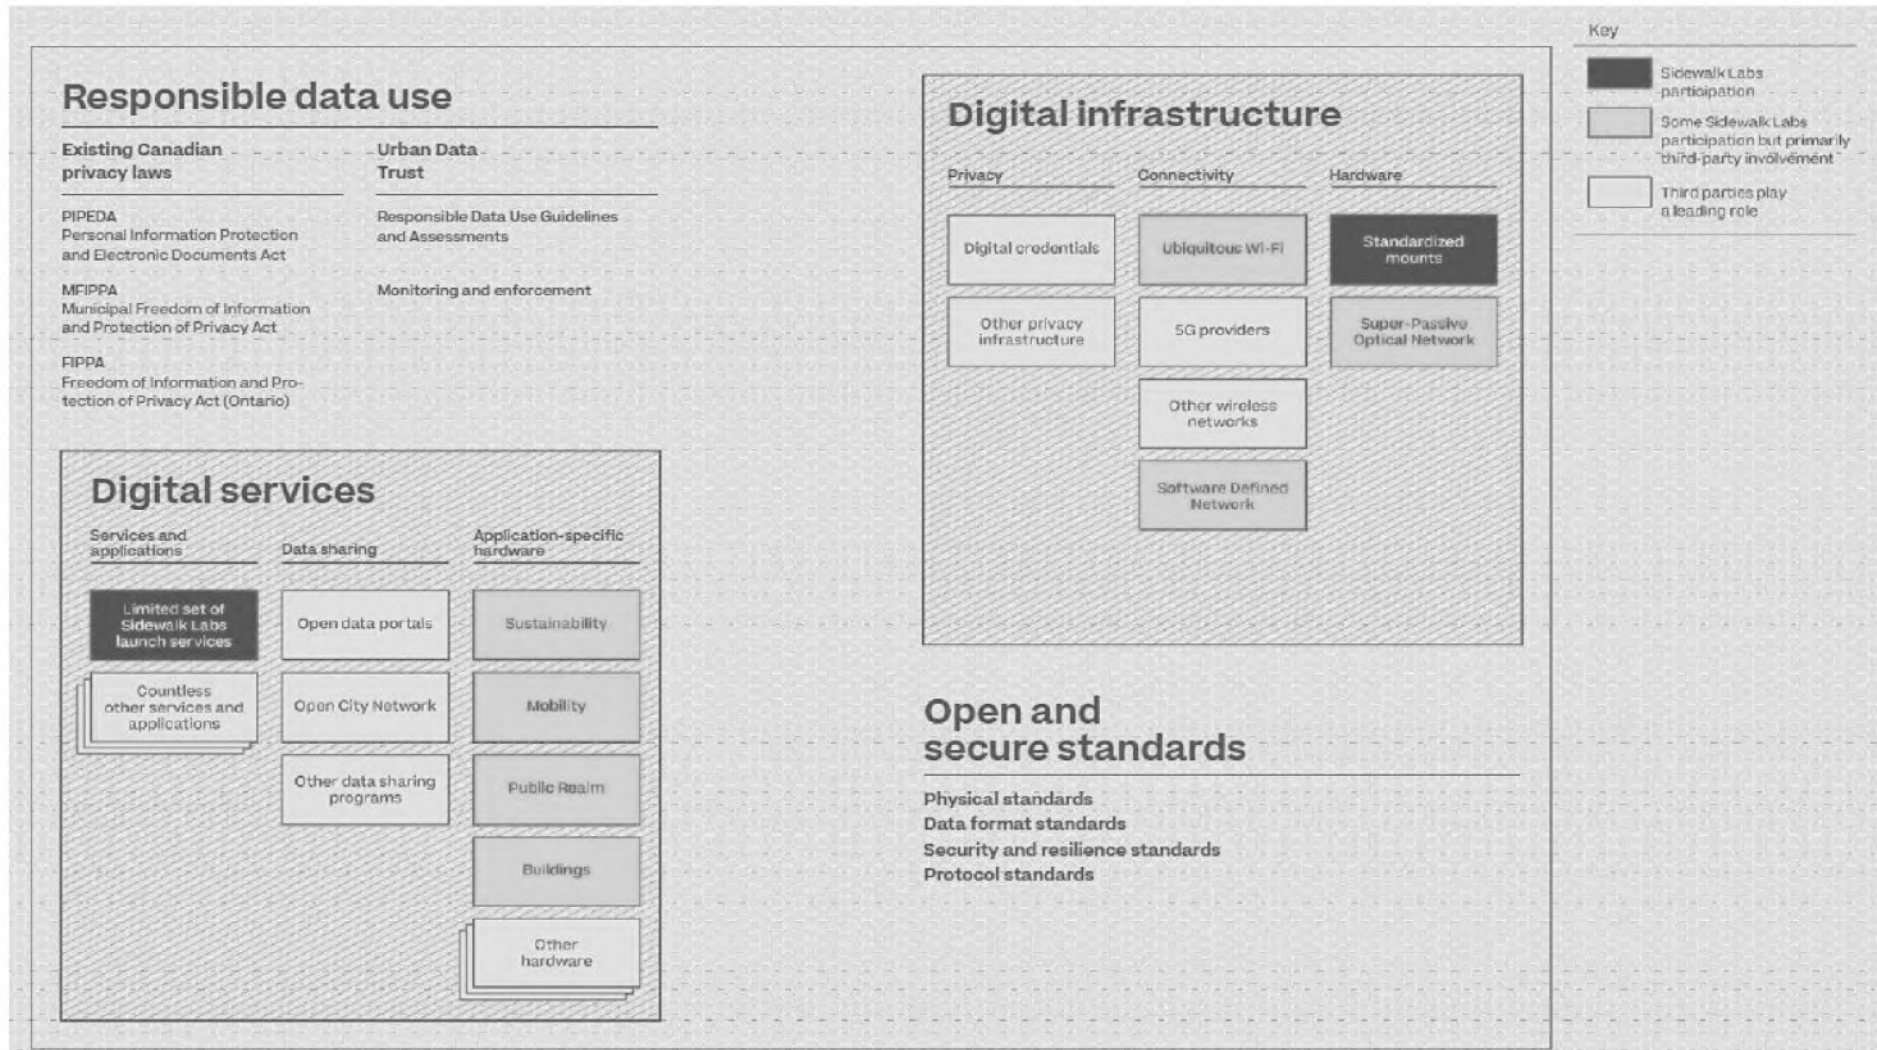 Responsible data use
Existing Canadian
privacy laws
PIPEDA
Personal Information Protection
and Electronic Documents Act
MFIPPA
Municipal Freedom of Information
and Protection of Privacy Act
FIPPA
Freedom of Information and Pro-
tection of Privacy Act (Ontario)
Urban Data
Trust
Responsible Data Use Guidelines
and Assessments
Monitoring and enforcement
Digital services
Services and
applications
Limited set of
Sidewalk Labs
launch services
Countless
other services and
applications
Data sharing
Open data portals
Open City Network
Other data sharing
programs
Application-specific
hardware
Sustainability
Mobility
Public Realm
Buildings
Other
hardware
Digital infrastructure
Privacy
Digital credentials
Other privacy
infrastructure
Connectivity
Ubiquitous Wi-Fi
5G providers
Other wireless
networks
Software Defined
Network
Hardware
Standardized
mounts
Super-Passive
Optical Network
Open and
secure standards
Physical standards
Data format standards
Security and resilience standards
Protocol standards
Key
Sidewalk Labs
participation
Some Sidewalk Labs
participation but primarily
third-party involvement
Third parties play
a leading role